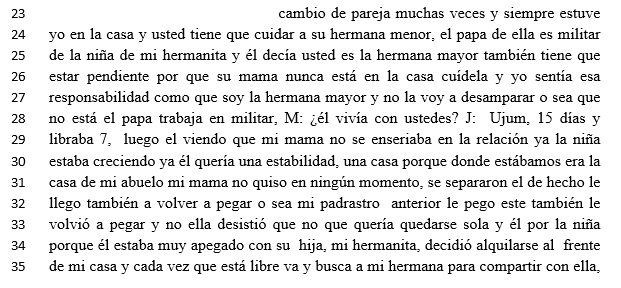 23 cambio de pareja muchas veces y siempre estuve
24 yo en la casa y usted tiene que cuidar a su hermana menor, el papa de ella es militar
25 de la niña de mi hermanita y él decía usted es la hermana mayor también tiene que
26 estar pendiente por que su mama nunca está en la casa cuídela y yo sentía esa
27 responsabilidad como que soy la hermana mayor y no la voy a desamparar o sea que
28 no está el papa trabaja en militar, M: ¿él vivía con ustedes? J: Ujum, 15 días y
29 libraba 7, luego el viendo que mi mama no se enseriaba en la relación ya la niña
30 estaba creciendo ya él quería una estabilidad, una casa porque donde estábamos era la
31 casa de mi abuelo mi mama no quiso en ningún momento, se separaron el de hecho le
32 llego también a volver a pegar o sea mi padrastro anterior le pego este también le
33 volvió a pegar y no ella desistió que no que quería quedarse sola y él por la niña
34 porque él estaba muy apegado con su hija, mi hermanita, decidió alquilarse al frente
35 de mi casa y cada vez que está libre va y busca a mi hermana para compartir con ella,